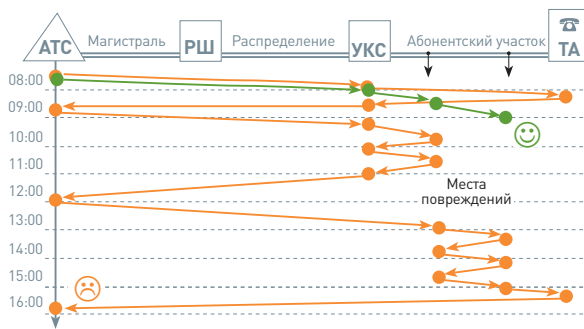 АТС
Магистраль
РШ
Распределение
УКС
Абонентский участок
ТА
08:00
09:00
10:00
11:00
12:00
13:00
14:00
15:00
16:00
Места
повреждений